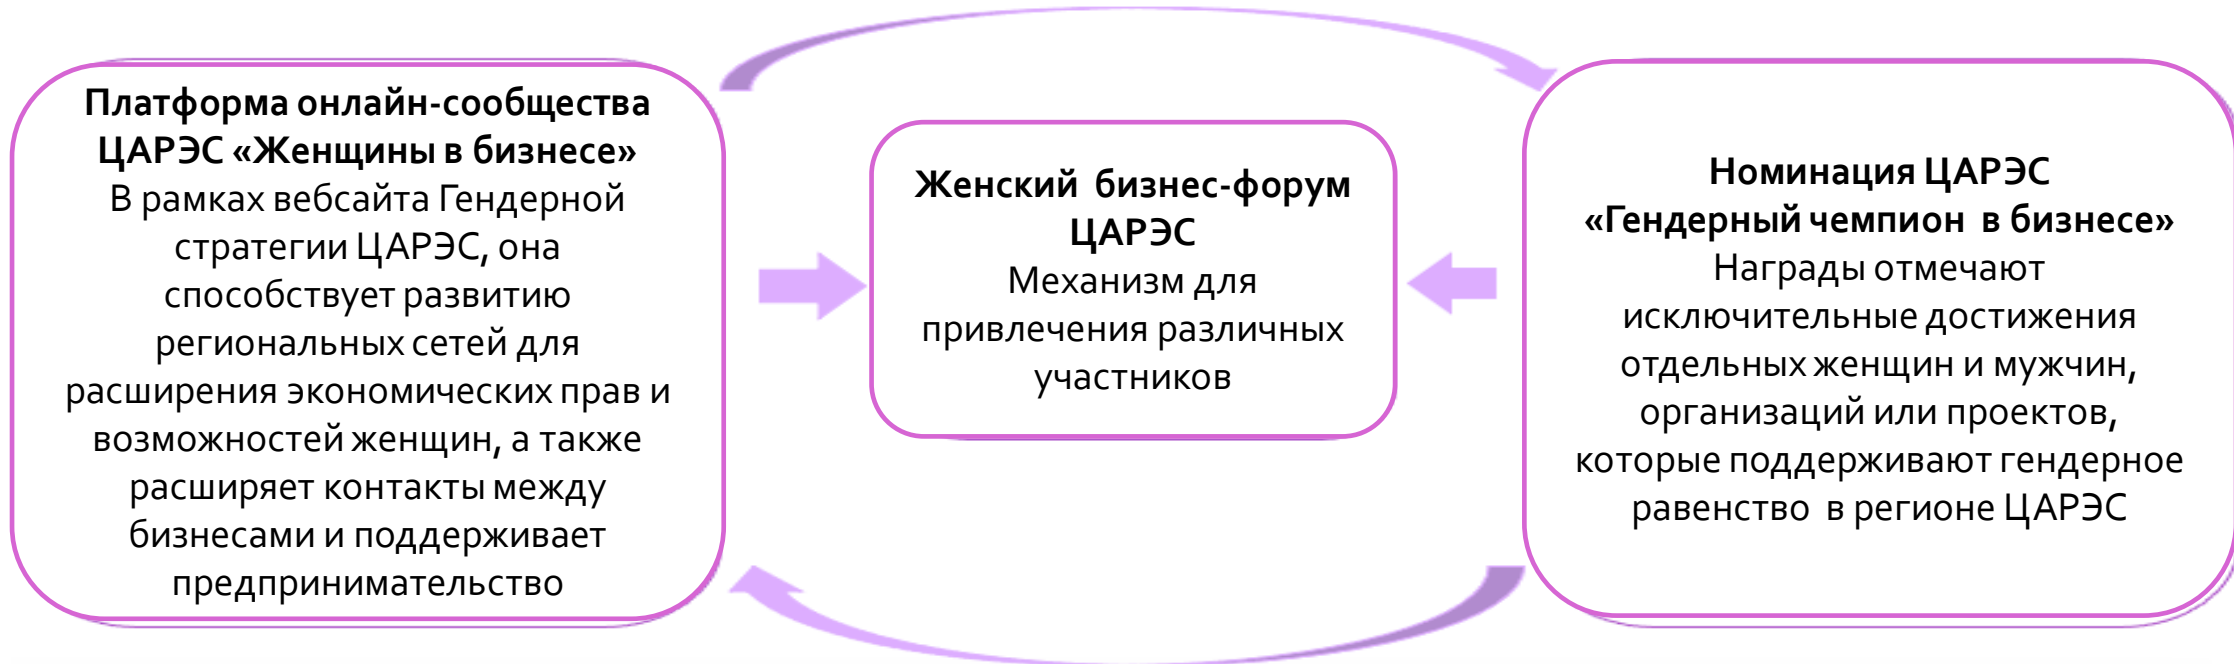 Платформа онлайн-сообщества
ЦАРЭС «Женщины в бизнесе»
В рамках вебсайта Гендерной
стратегии ЦАРЭС, она
способствует развитию
региональных сетей для
расширения экономических прав и
возможностей женщин, а также
расширяет контакты между
бизнесами и поддерживает
предпринимательство
Женский бизнес-форум
ЦАРЭС
Механизм для
привлечения различных
участников
Номинация ЦАРЭС
«Гендерный чемпион в бизнесе»
Награды отмечают
исключительные достижения
отдельных женщин и мужчин,
организаций или проектов,
которые поддерживают гендерное
равенство в регионе ЦАРЭС